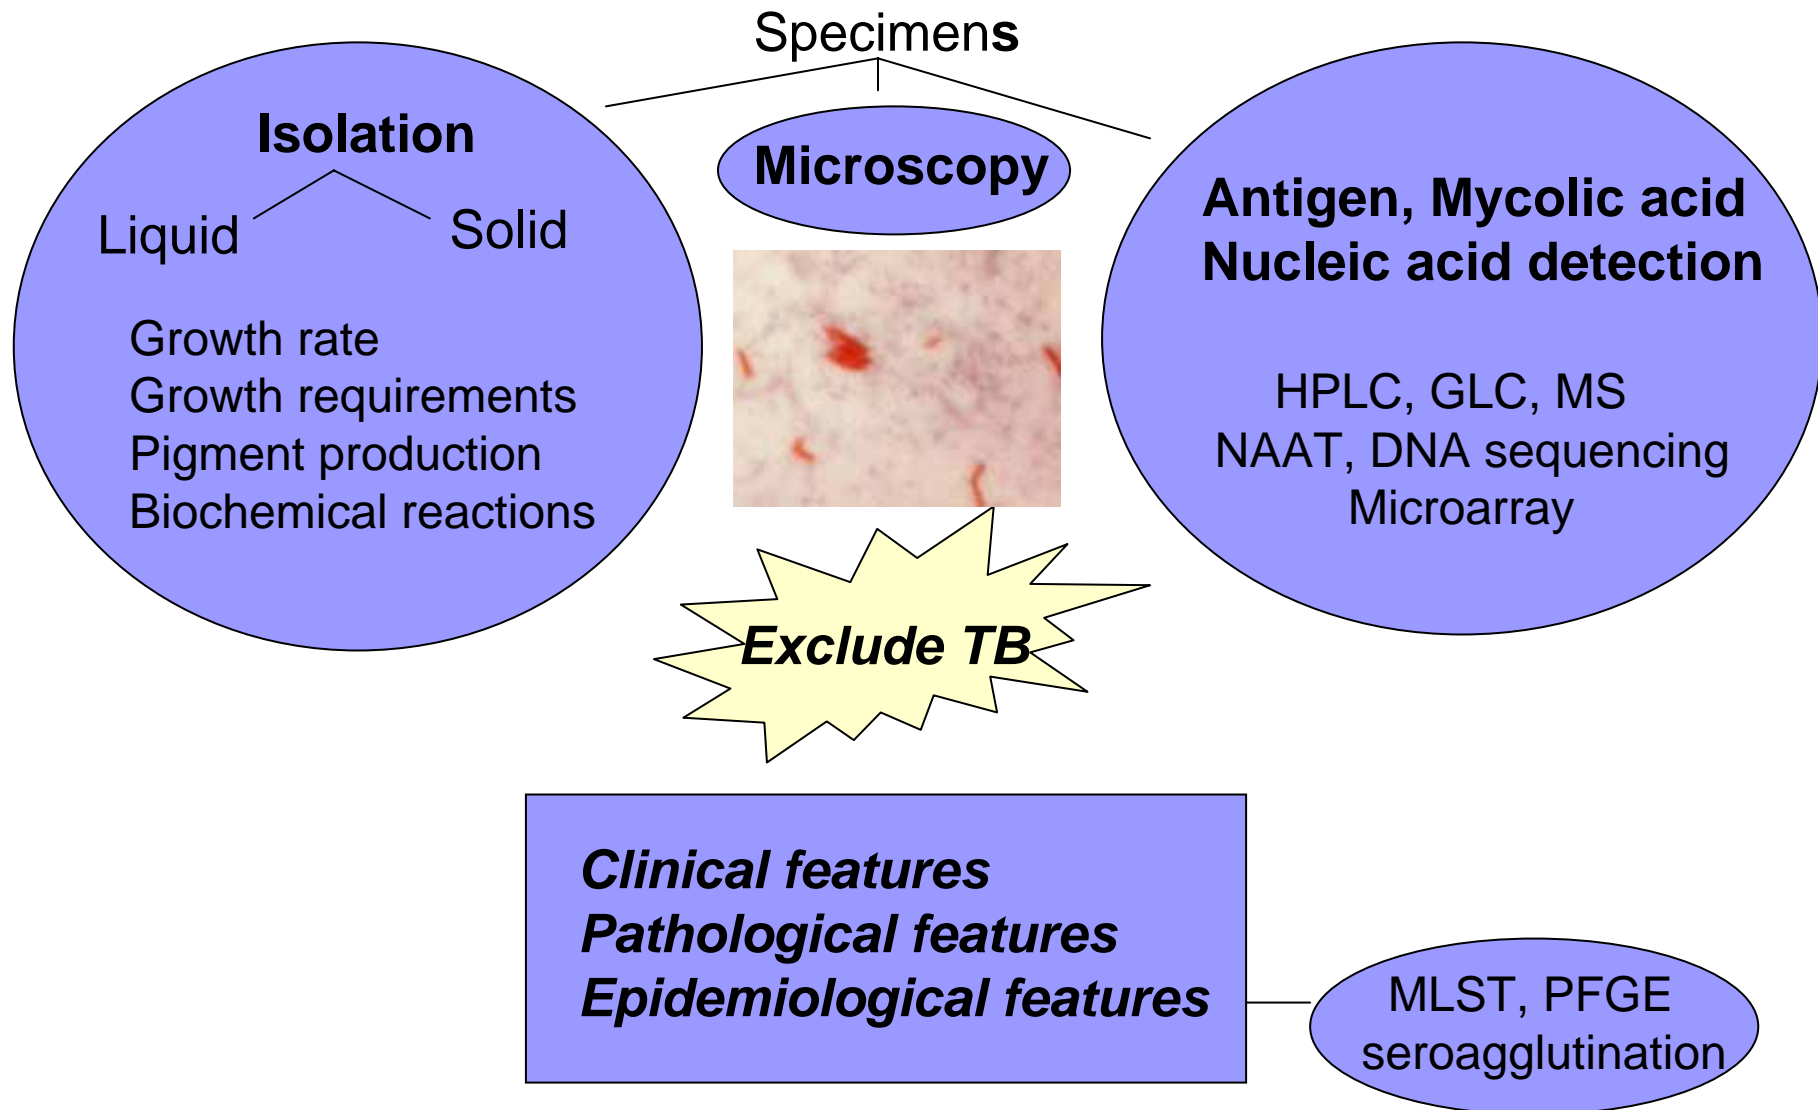 Specimens
Isolation
Liquid
Solid
Growth rate
Growth requirements
Pigment production
Biochemical reactions
Microscopy
Antigen, Mycolic acid
Nucleic acid detection
HPLC, GLC, MS
NAAT, DNA sequencing
Microarray
Exclude TB
Clinical features
Pathological features
Epidemiological features
MLST, PFGE
seroagglutination